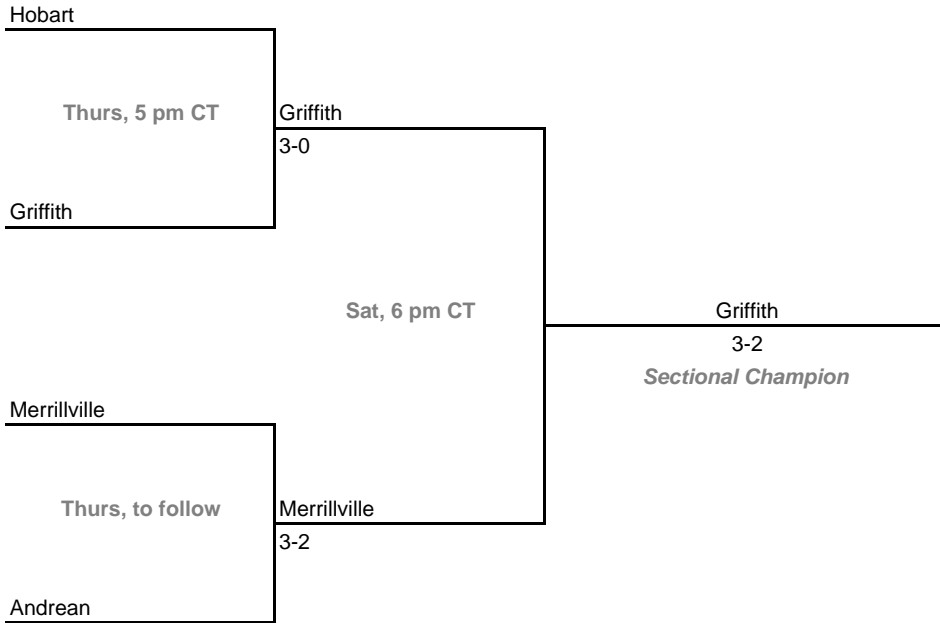 Hobart
Thurs, 5 pm CT
Griffith
3-0
Griffith
Sat, 6 pm CT
Griffith
3-2
Sectional Champion
Merrillville
Thurs, to follow
Merrillville
3-2
Andrean